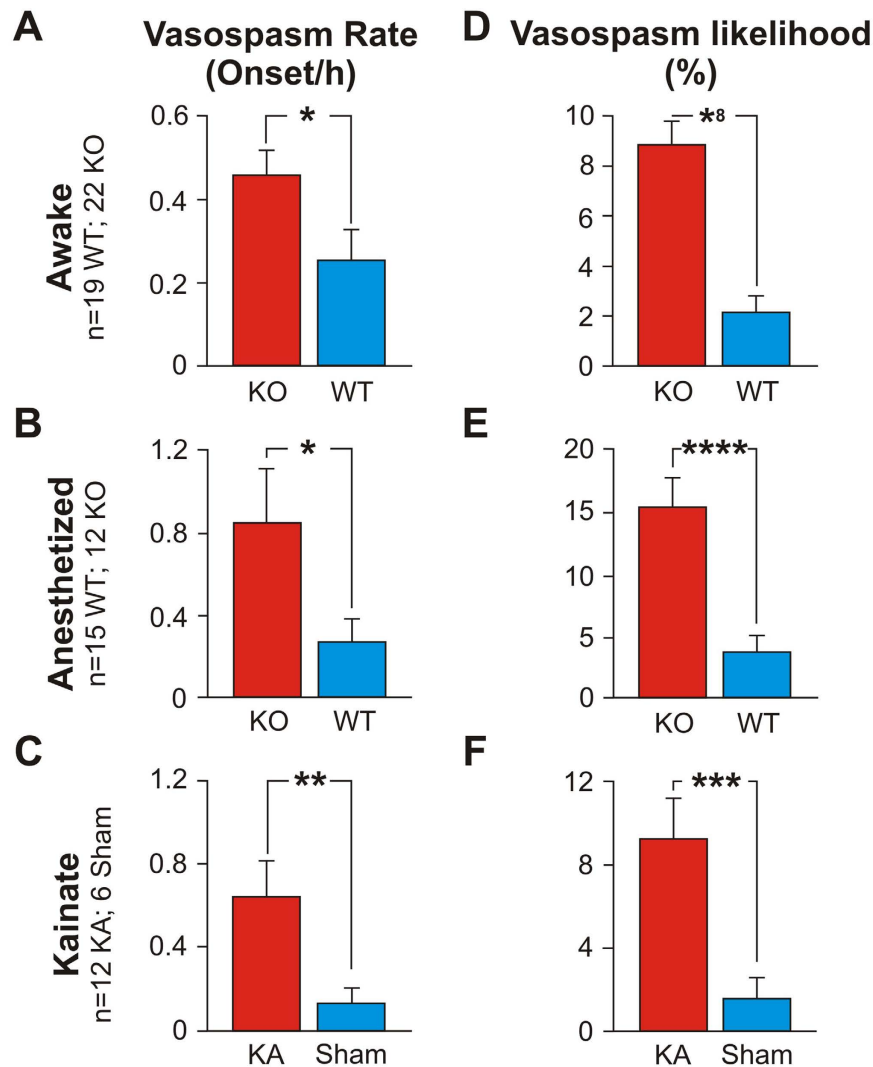 A
Vasospasm Rate
(Onset/h)
Awake
n=19 WT; 22 KO
0.6
0.4
0.2
0
*
KO WT
D
Vasospasm likelihood
(%)
10
8
6
4
2
0
*8
KO WT
B
Anesthetized
n=15 WT; 12 KO
1.2
0.8
0.4
0
*
KO WT
E
20
15
10
5
0
****
KO WT
C
Kainate
n=12 KA; 6 Sham
1.2
0.8
0.4
0
**
KA Sham
F
12
8
4
0
***
KA Sham